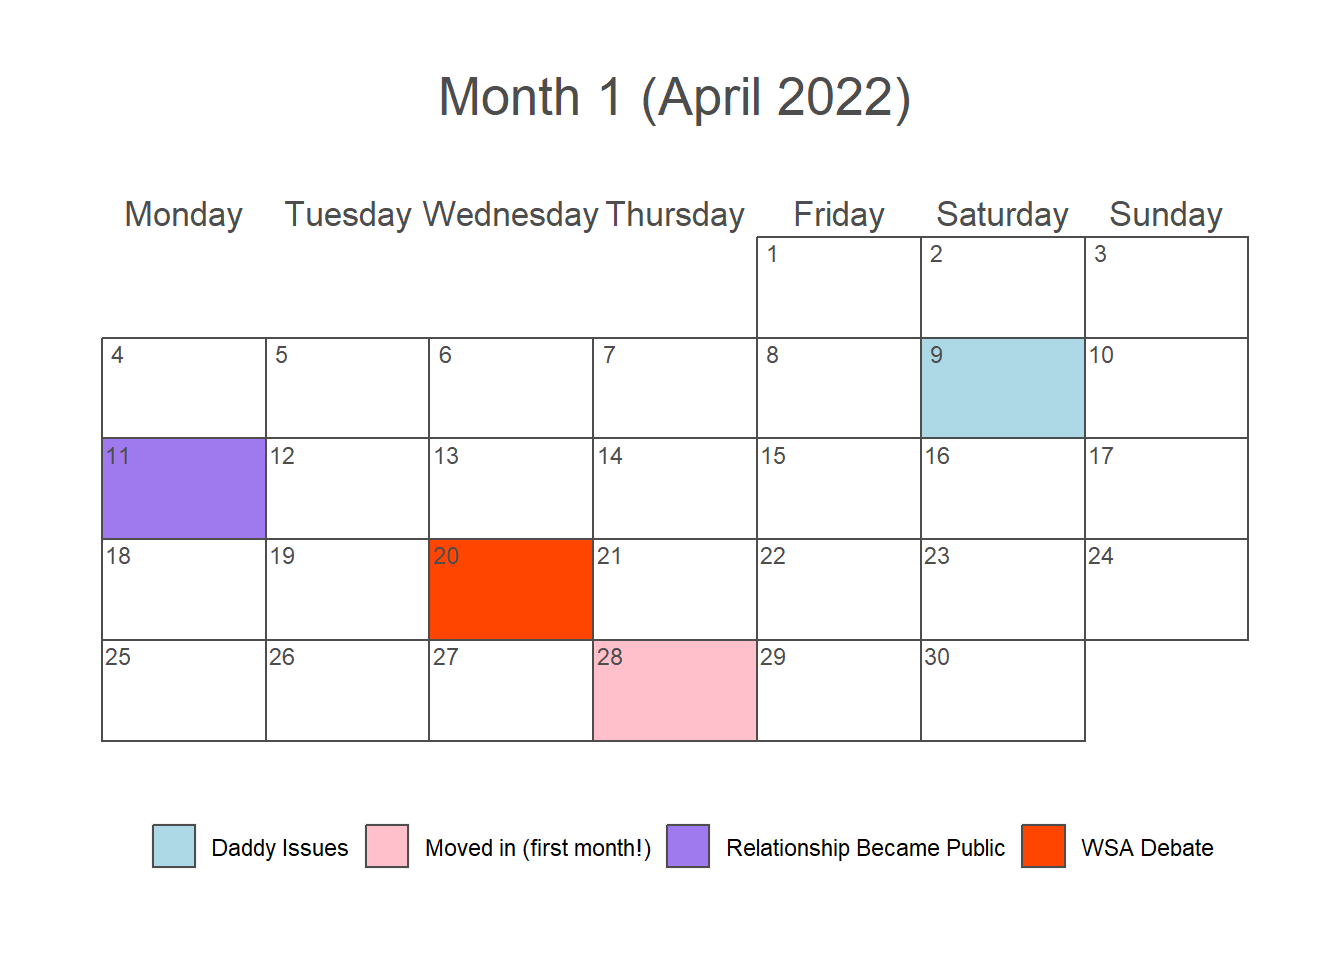 Month 1 (April 2022)
Monday Tuesday Wednesday Thursday Friday Saturday Sunday
1 2 3
4 5 6 7 8 9 10
11 12 13 14 15 16 17
18 19 20 21 22 23 24
25 26 27 28 29 30
Daddy Issues Moved in (first month!) Relationship Became Public WSA Debate